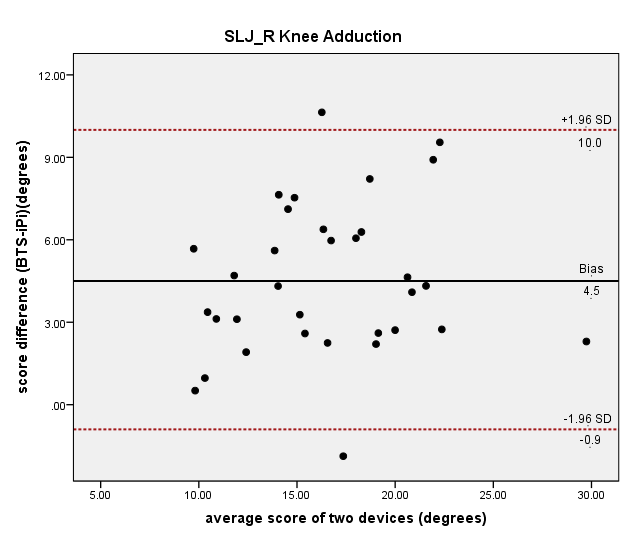 SLJ_R Knee Adduction
12.00
9.00
6.00
3.00
.00
score difference (BTS-iPi)(degrees)
+1.96 SD
10.0
Bias
4.5
-1.96 SD
-0.9
5.00 10.00 15.00 20.00 25.00 30.00
average score of two devices (degrees)